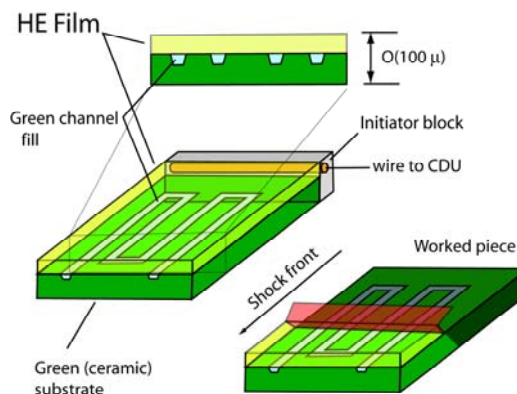 HE Film
O(100 μ)
Green channel
fill
Initiator block
wire to CDU
Worked piece
Shock front
Green (ceramic)
substrate